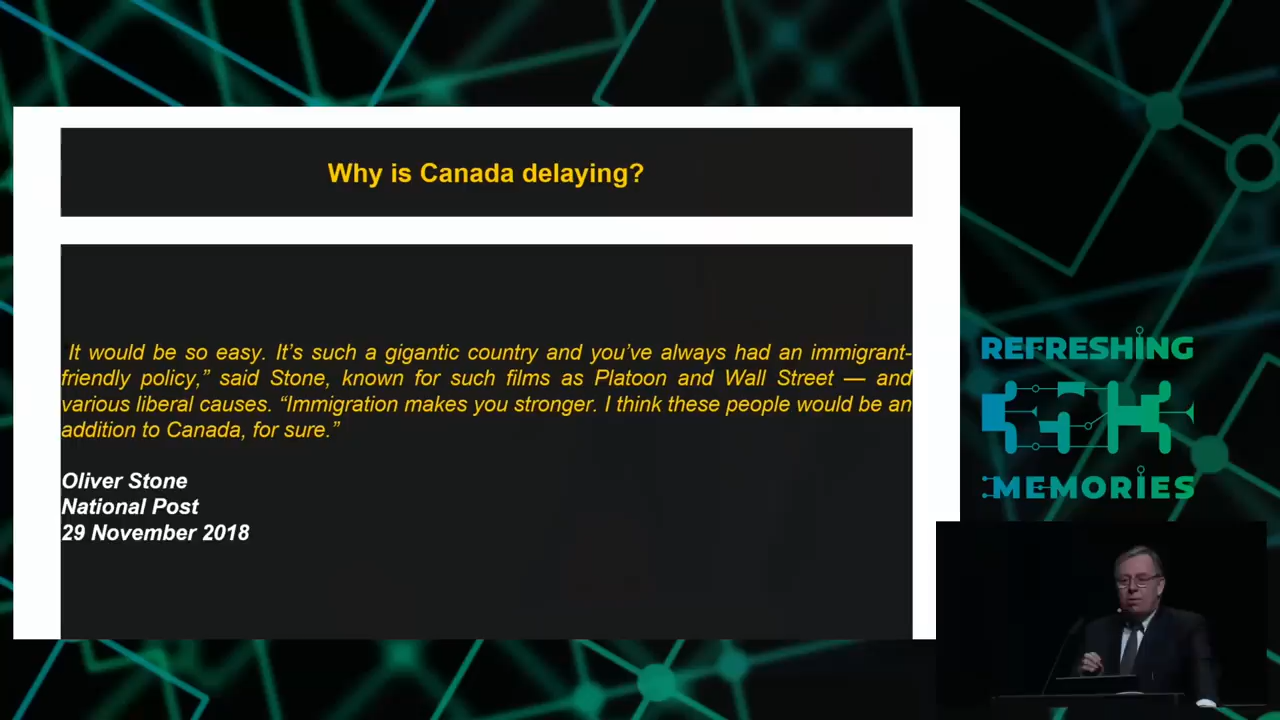 Why is Canada delaying?
It would be so easy. It’s such a gigantic country and you’ve always had an immigrant-
friendly policy,” said Stone, known for such films as Platoon and Wall Street — and
various liberal causes. “Immigration makes you stronger. I think these people would be an
addition to Canada, for sure.”
Oliver Stone
National Post
29 November 2018
REFRESHING
35C3
MEMORIES